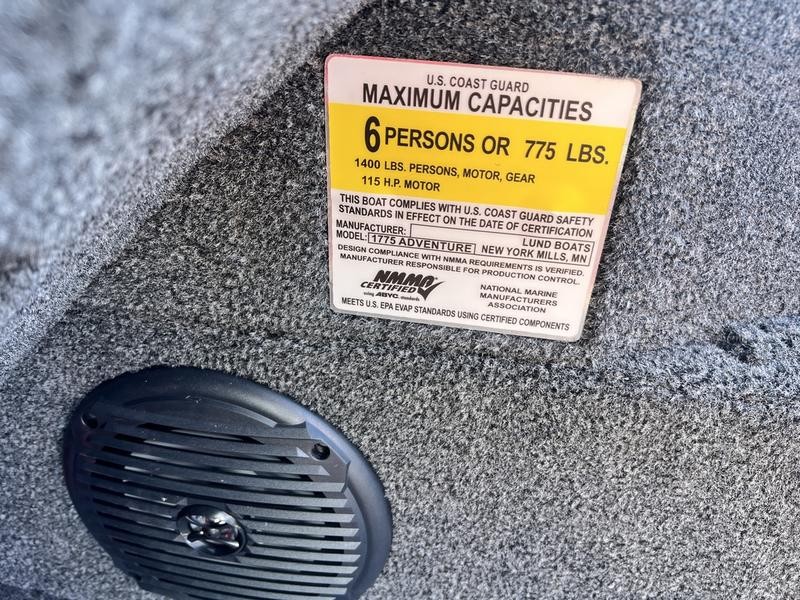 U.S. COAST GUARD
MAXIMUM CAPACITIES
6 PERSONS OR 775 LBS.
1400 LBS. PERSONS, MOTOR, GEAR
115 H.P. MOTOR
THIS BOAT COMPLIES WITH U.S. COAST GUARD SAFETY
STANDARDS IN EFFECT ON THE DATE OF CERTIFICATION
MANUFACTURER: LUND BOATS
MODEL: 1775 ADVENTURE NEW YORK MILLS, MN
DESIGN COMPLIANCE WITH NMMA REQUIREMENTS IS VERIFIED.
MANUFACTURER RESPONSIBLE FOR PRODUCTION CONTROL.
NMMA
CERTIFIED
using ABYC standards
NATIONAL MARINE
MANUFACTURERS
ASSOCIATION
MEETS U.S. EPA EVAP STANDARDS USING CERTIFIED COMPONENTS